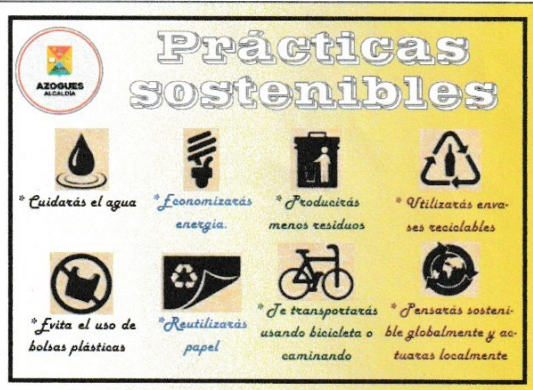 Prácticas
sostenibles
AZOGUES
ALCALDÍA
* Cuidarás el agua
* Economizarás
energía.
* Producirás
menos residuos
* Utilizarás enva-
ses reciclables
* Evita el uso de
bolsas plásticas
* Reutilizarás
papel
* Te transportarás
usando bicicleta o
caminando
* Pensarás sosteni-
ble globalmente y ac-
tuaras localmente